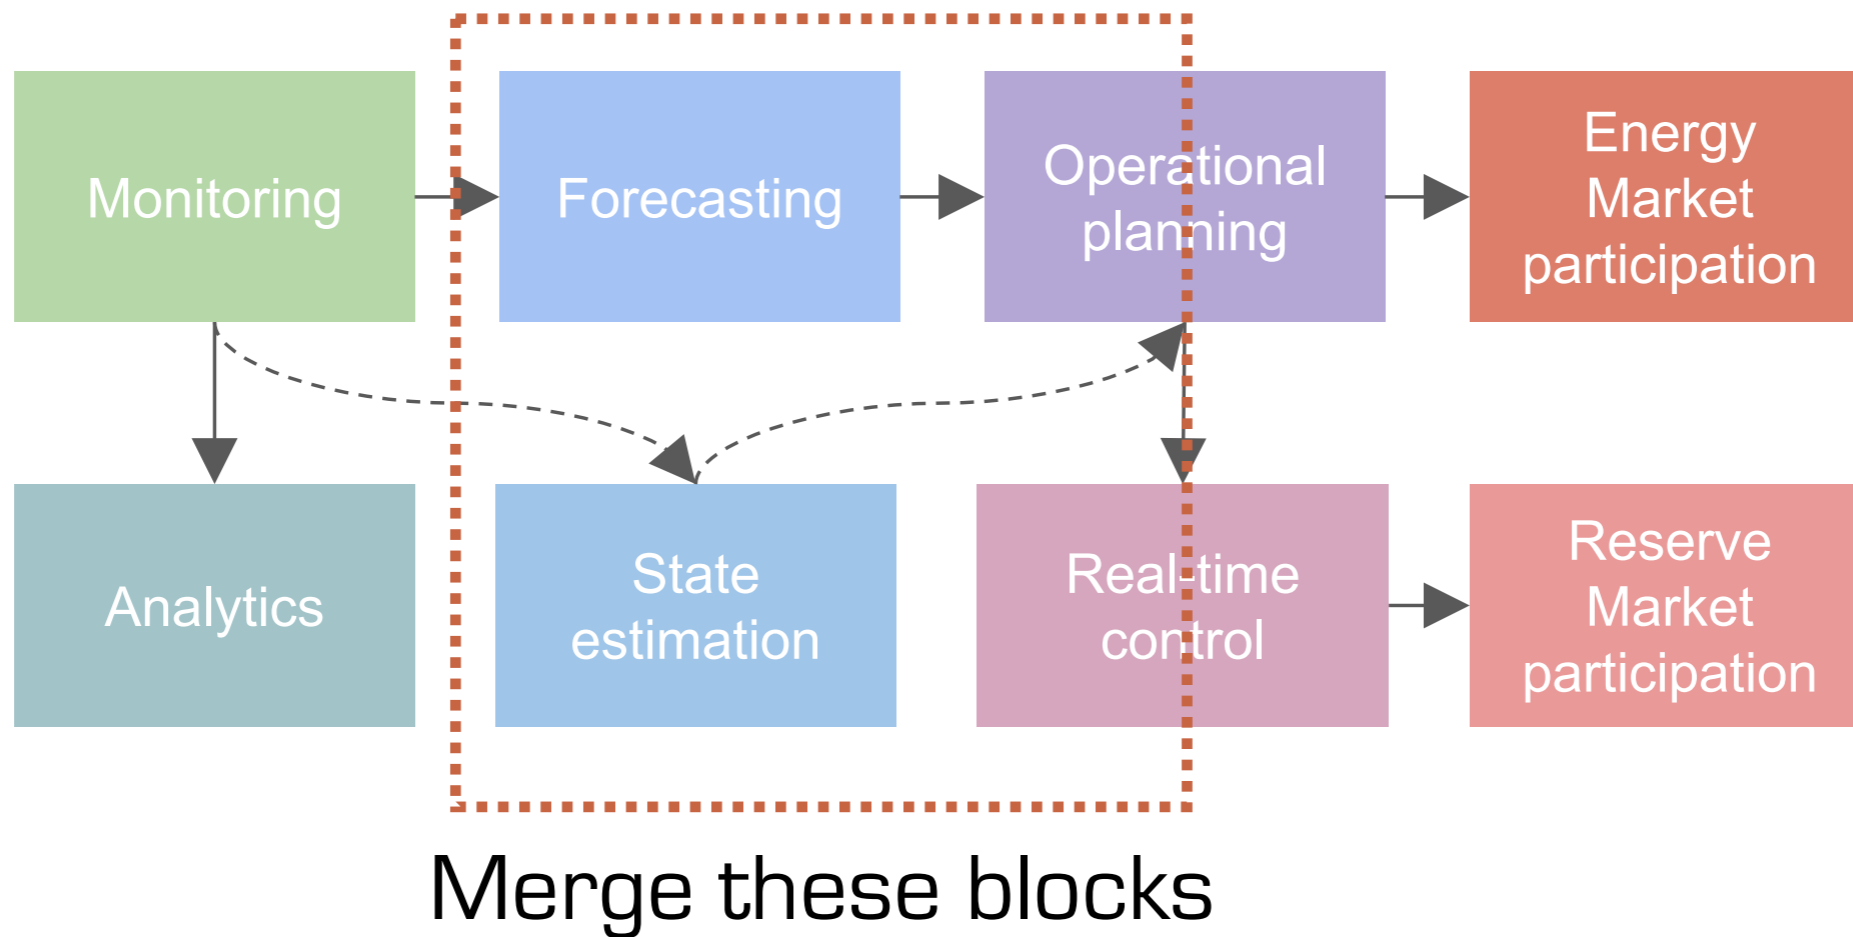 Monitoring
Forecasting
Operational
planning
Energy
Market
participation
Analytics
State
estimation
Real-time
control
Reserve
Market
participation
Merge these blocks